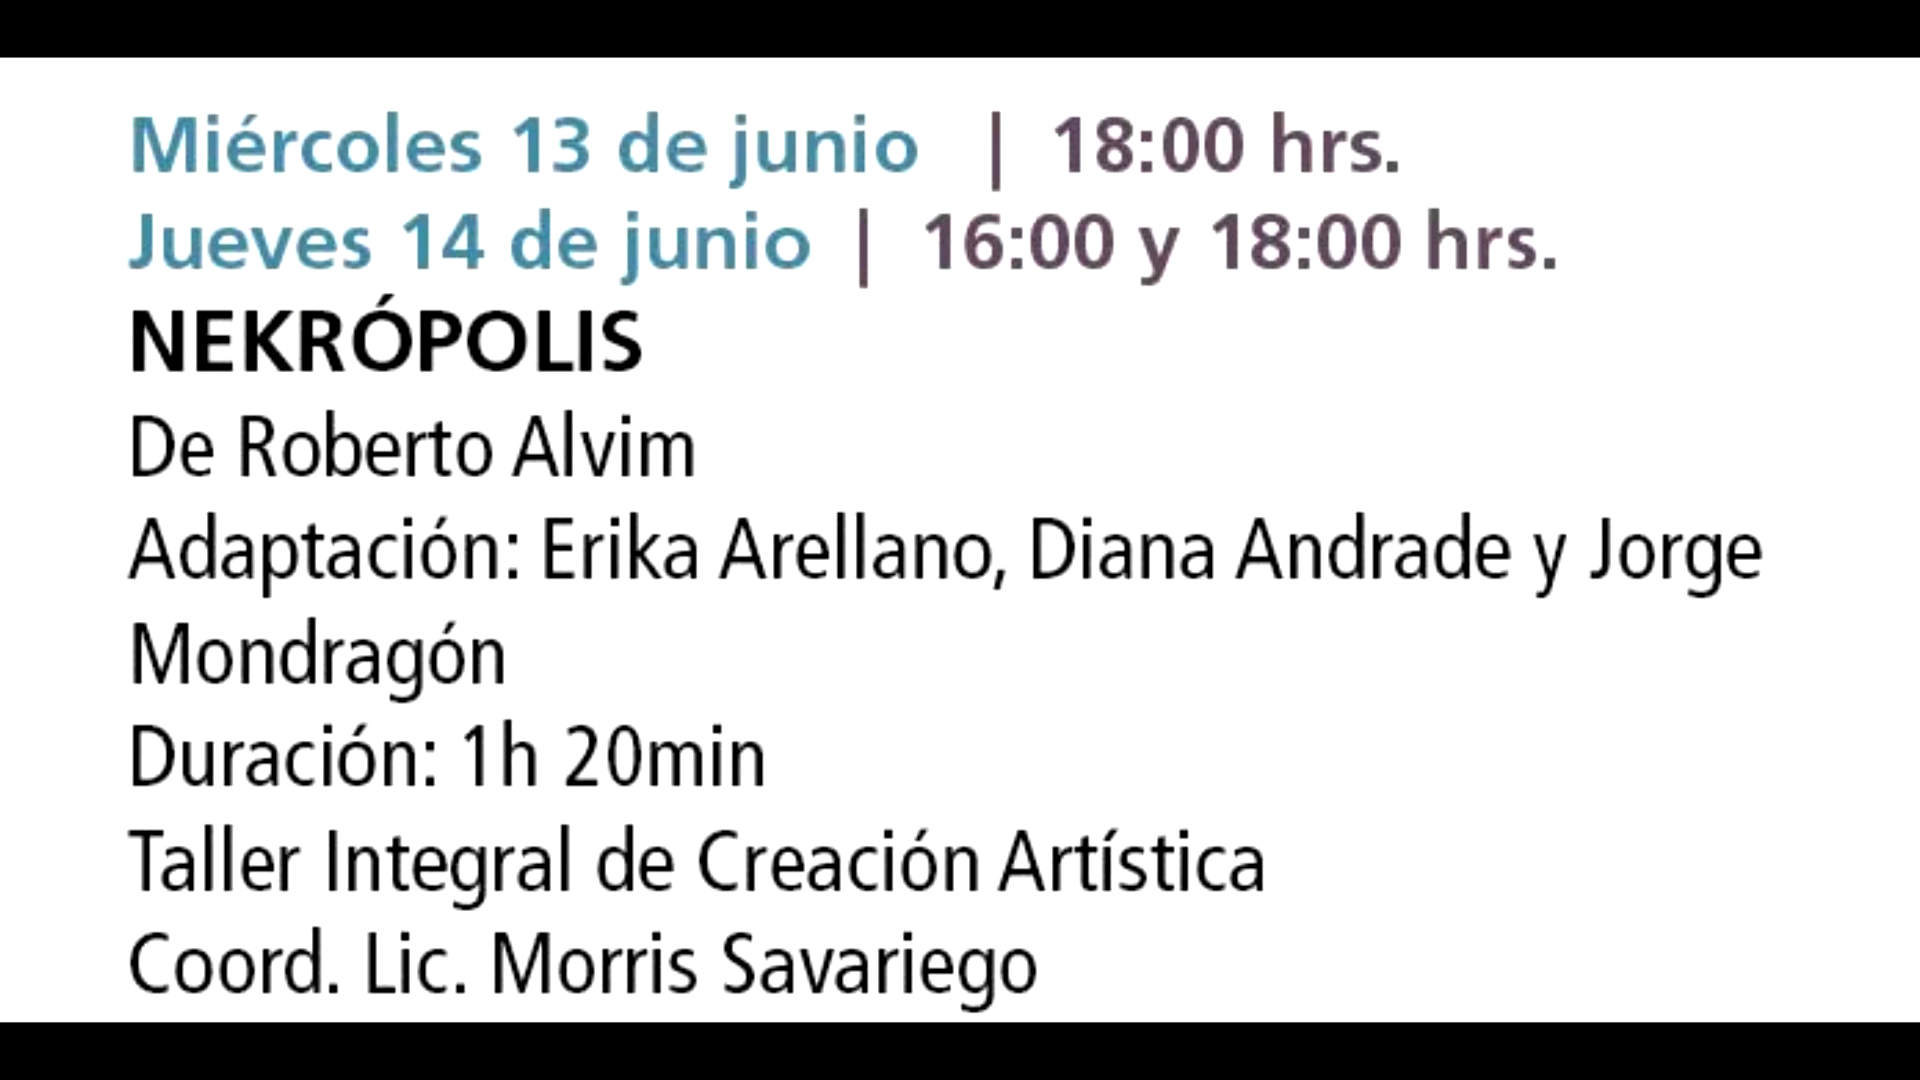 Miércoles 13 de junio | 18:00 hrs.
Jueves 14 de junio | 16:00 y 18:00 hrs.
NEKRÓPOLIS
De Roberto Alvim
Adaptación: Erika Arellano, Diana Andrade y Jorge
Mondragón
Duración: 1h 20min
Taller Integral de Creación Artística
Coord. Lic. Morris Savariego